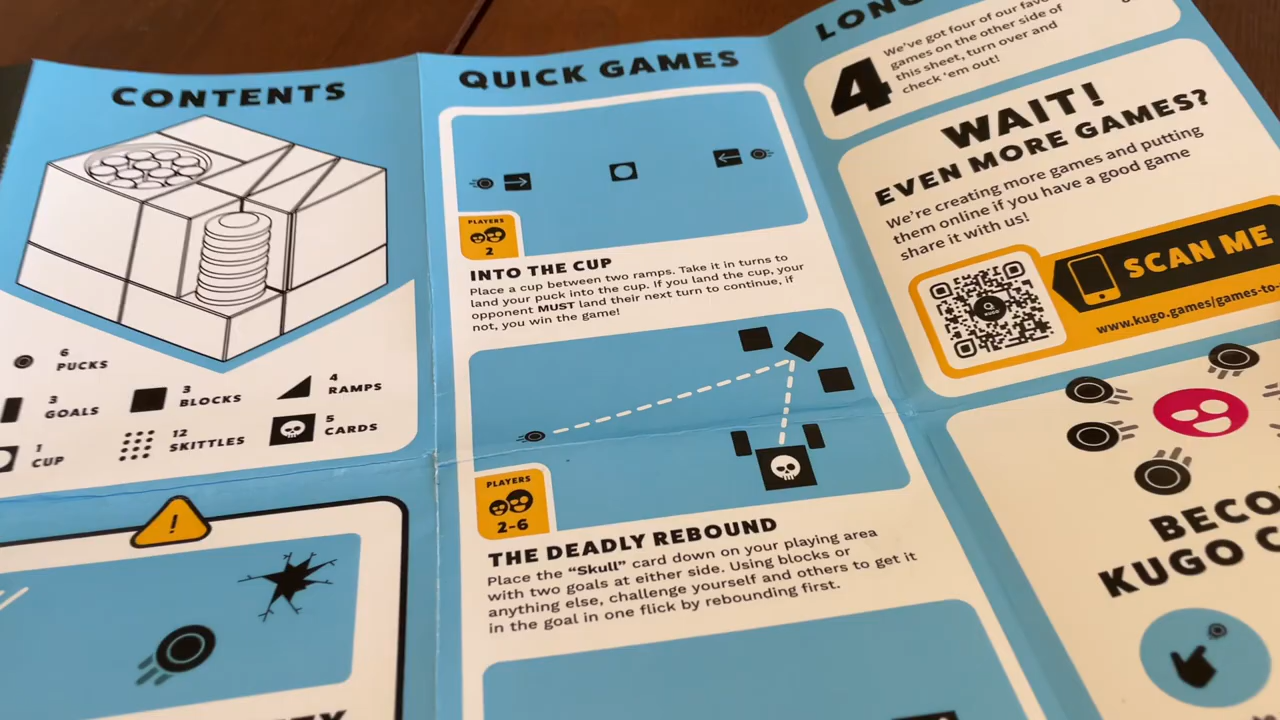 CONTENTS
6
PUCKS
3
GOALS
3
BLOCKS
4
RAMPS
1
CUP
12
SKITTLES
5
CARDS
!
QUICK GAMES
PLAYERS
2
INTO THE CUP
Place a cup between two ramps. Take it in turns to
land your puck into the cup. If you land the cup, your
opponent MUST land their next turn to continue, if
not, you win the game!
PLAYERS
2-6
THE DEADLY REBOUND
Place the “Skull” card down on your playing area
with two goals at either side. Using blocks or
anything else, challenge yourself and others to get it
in the goal in one flick by rebounding first.
4
We've got four of our
games on the other side of
this sheet, turn over and
check 'em out!
WAIT!
EVEN MORE GAMES?
We're creating more games and putting
them online if you have a good game
share it with us!
SCAN ME
www.kugo.games/games-to-
KUGO